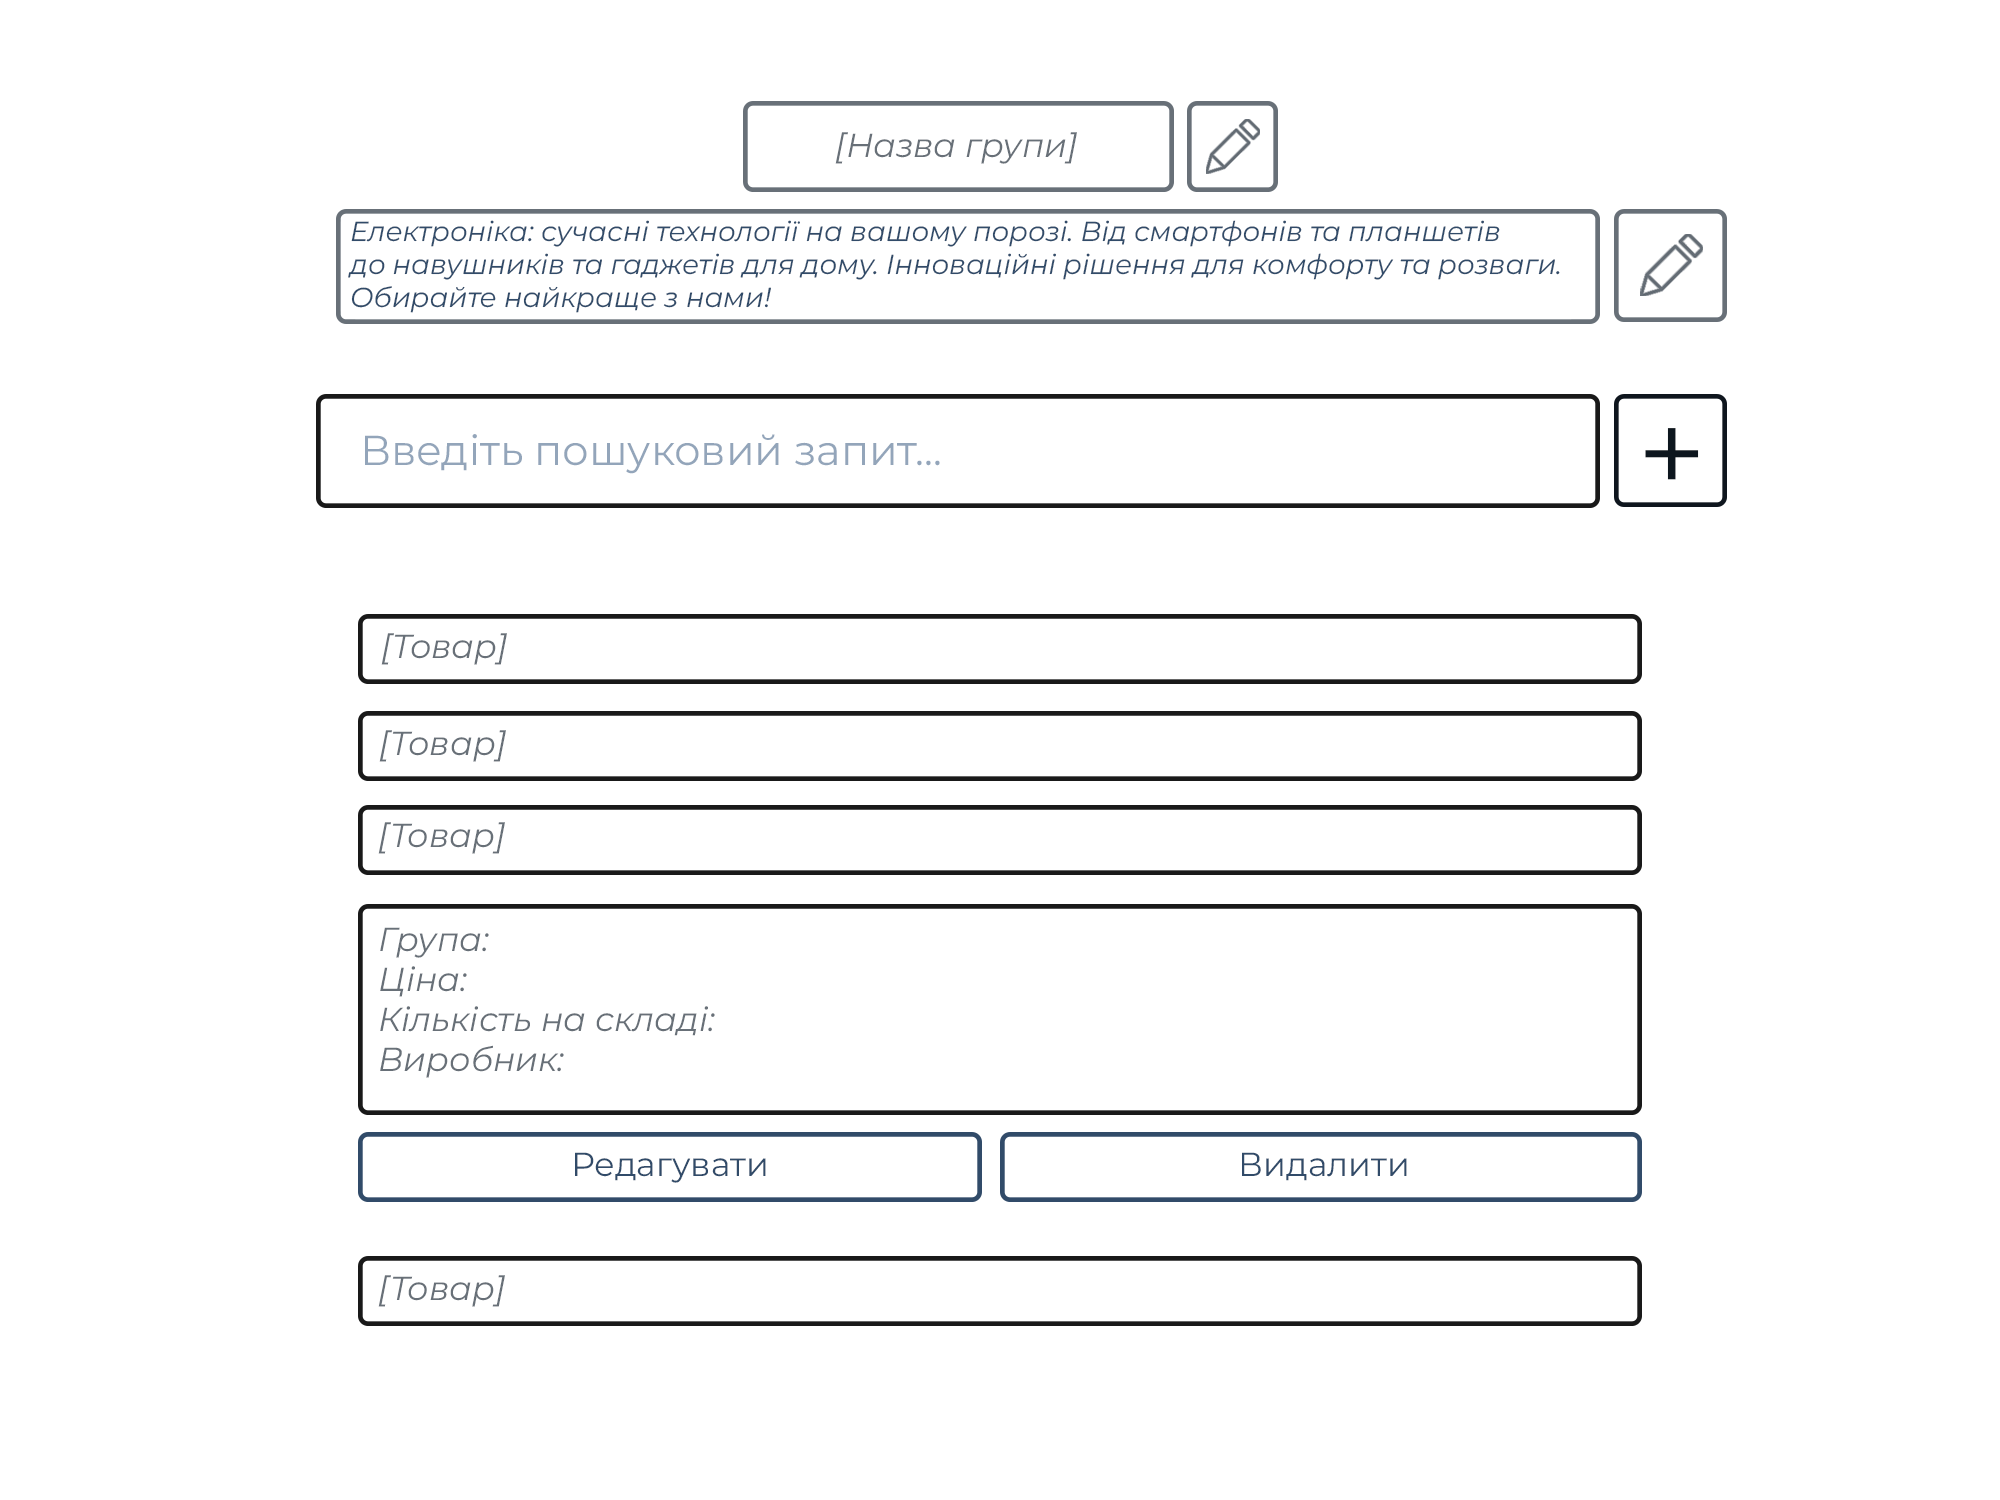 [Назва групи]
Електроніка: сучасні технології на вашому порозі. Від смартфонів та планшетів
до навушників та гаджетів для дому. Інноваційні рішення для комфорту та розваги.
Обирайте найкраще з нами!
Введіть пошуковий запит...
[Товар]
[Товар]
[Товар]
Група:
Ціна:
Кількість на складі:
Виробник:
Редагувати
Видалити
[Товар]